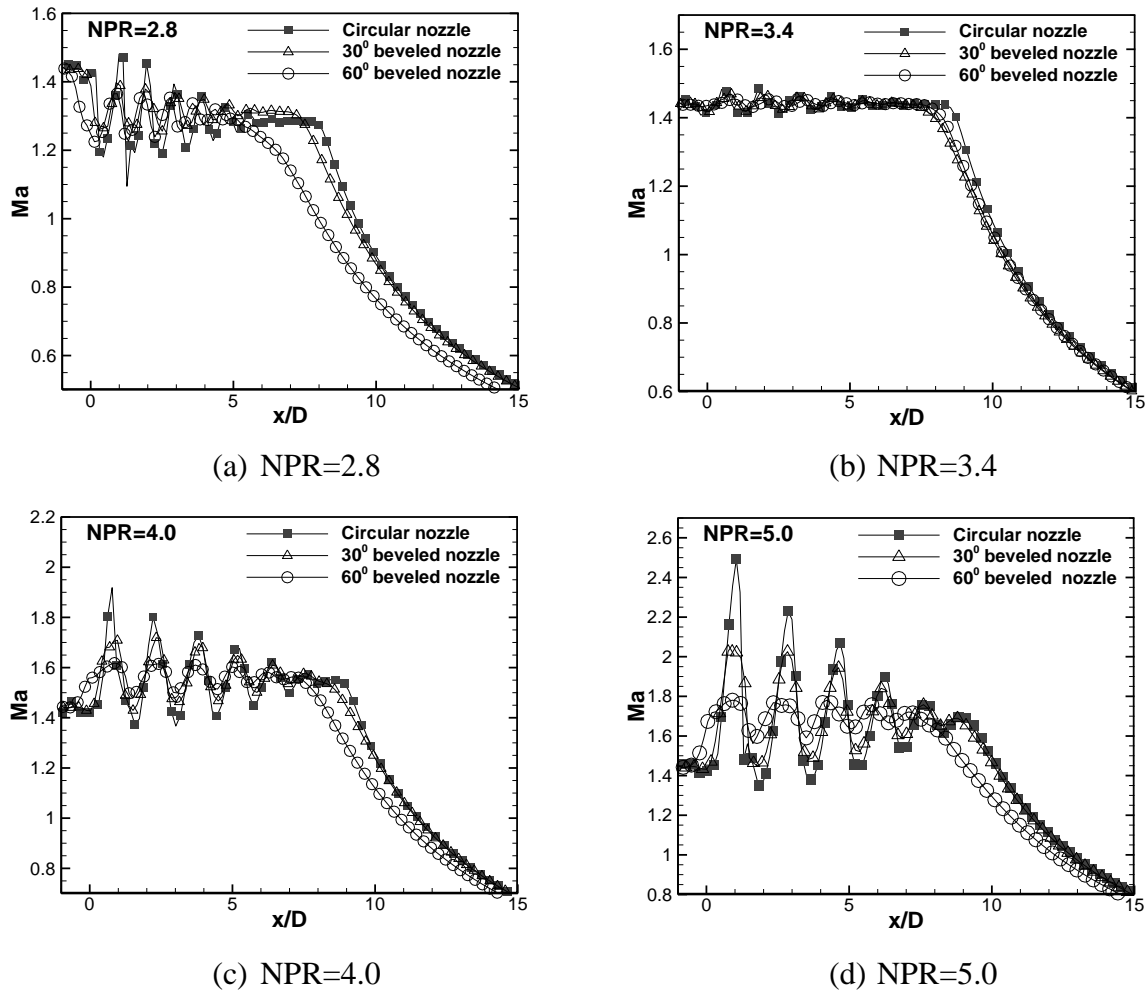 NPR=2.8
Circular nozzle
30⁰ beveled nozzle
60⁰ beveled nozzle
1.6
1.4
1.2
1
0.8
0.6
Ma
0 5 10 15
x/D
(a) NPR=2.8
NPR=3.4
Circular nozzle
30⁰ beveled nozzle
60⁰ beveled nozzle
1.6
1.4
1.2
1
0.8
0.6
Ma
0 5 10 15
x/D
(b) NPR=3.4
NPR=4.0
Circular nozzle
30⁰ beveled nozzle
60⁰ beveled nozzle
2.2
2
1.8
1.6
1.4
1.2
1
0.8
Ma
0 5 10 15
x/D
(c) NPR=4.0
NPR=5.0
Circular nozzle
30⁰ beveled nozzle
60⁰ beveled nozzle
2.6
2.4
2.2
2
1.8
1.6
1.4
1.2
1
0.8
Ma
0 5 10 15
x/D
(d) NPR=5.0